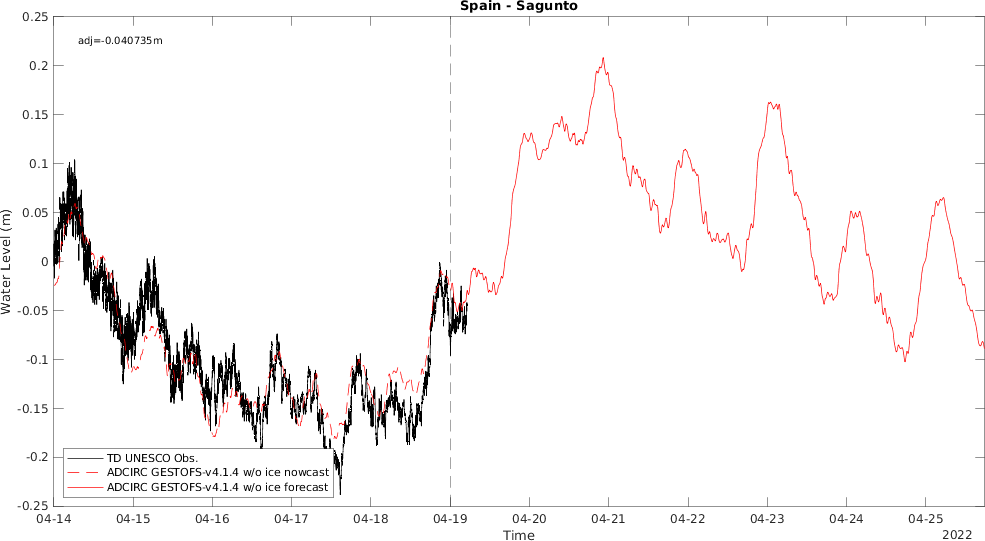 Spain - Sagunto
adj=-0.040735m
0.25
0.2
0.15
0.1
0.05
0
-0.05
-0.1
-0.15
-0.2
-0.25
Water Level (m)
TD UNESCO Obs.
ADCIRC GESTOFS-v4.1.4 w/o ice nowcast
ADCIRC GESTOFS-v4.1.4 w/o ice forecast
04-14 04-15 04-16 04-17 04-18 04-19 04-20 04-21 04-22 04-23 04-24 04-25
Time
2022